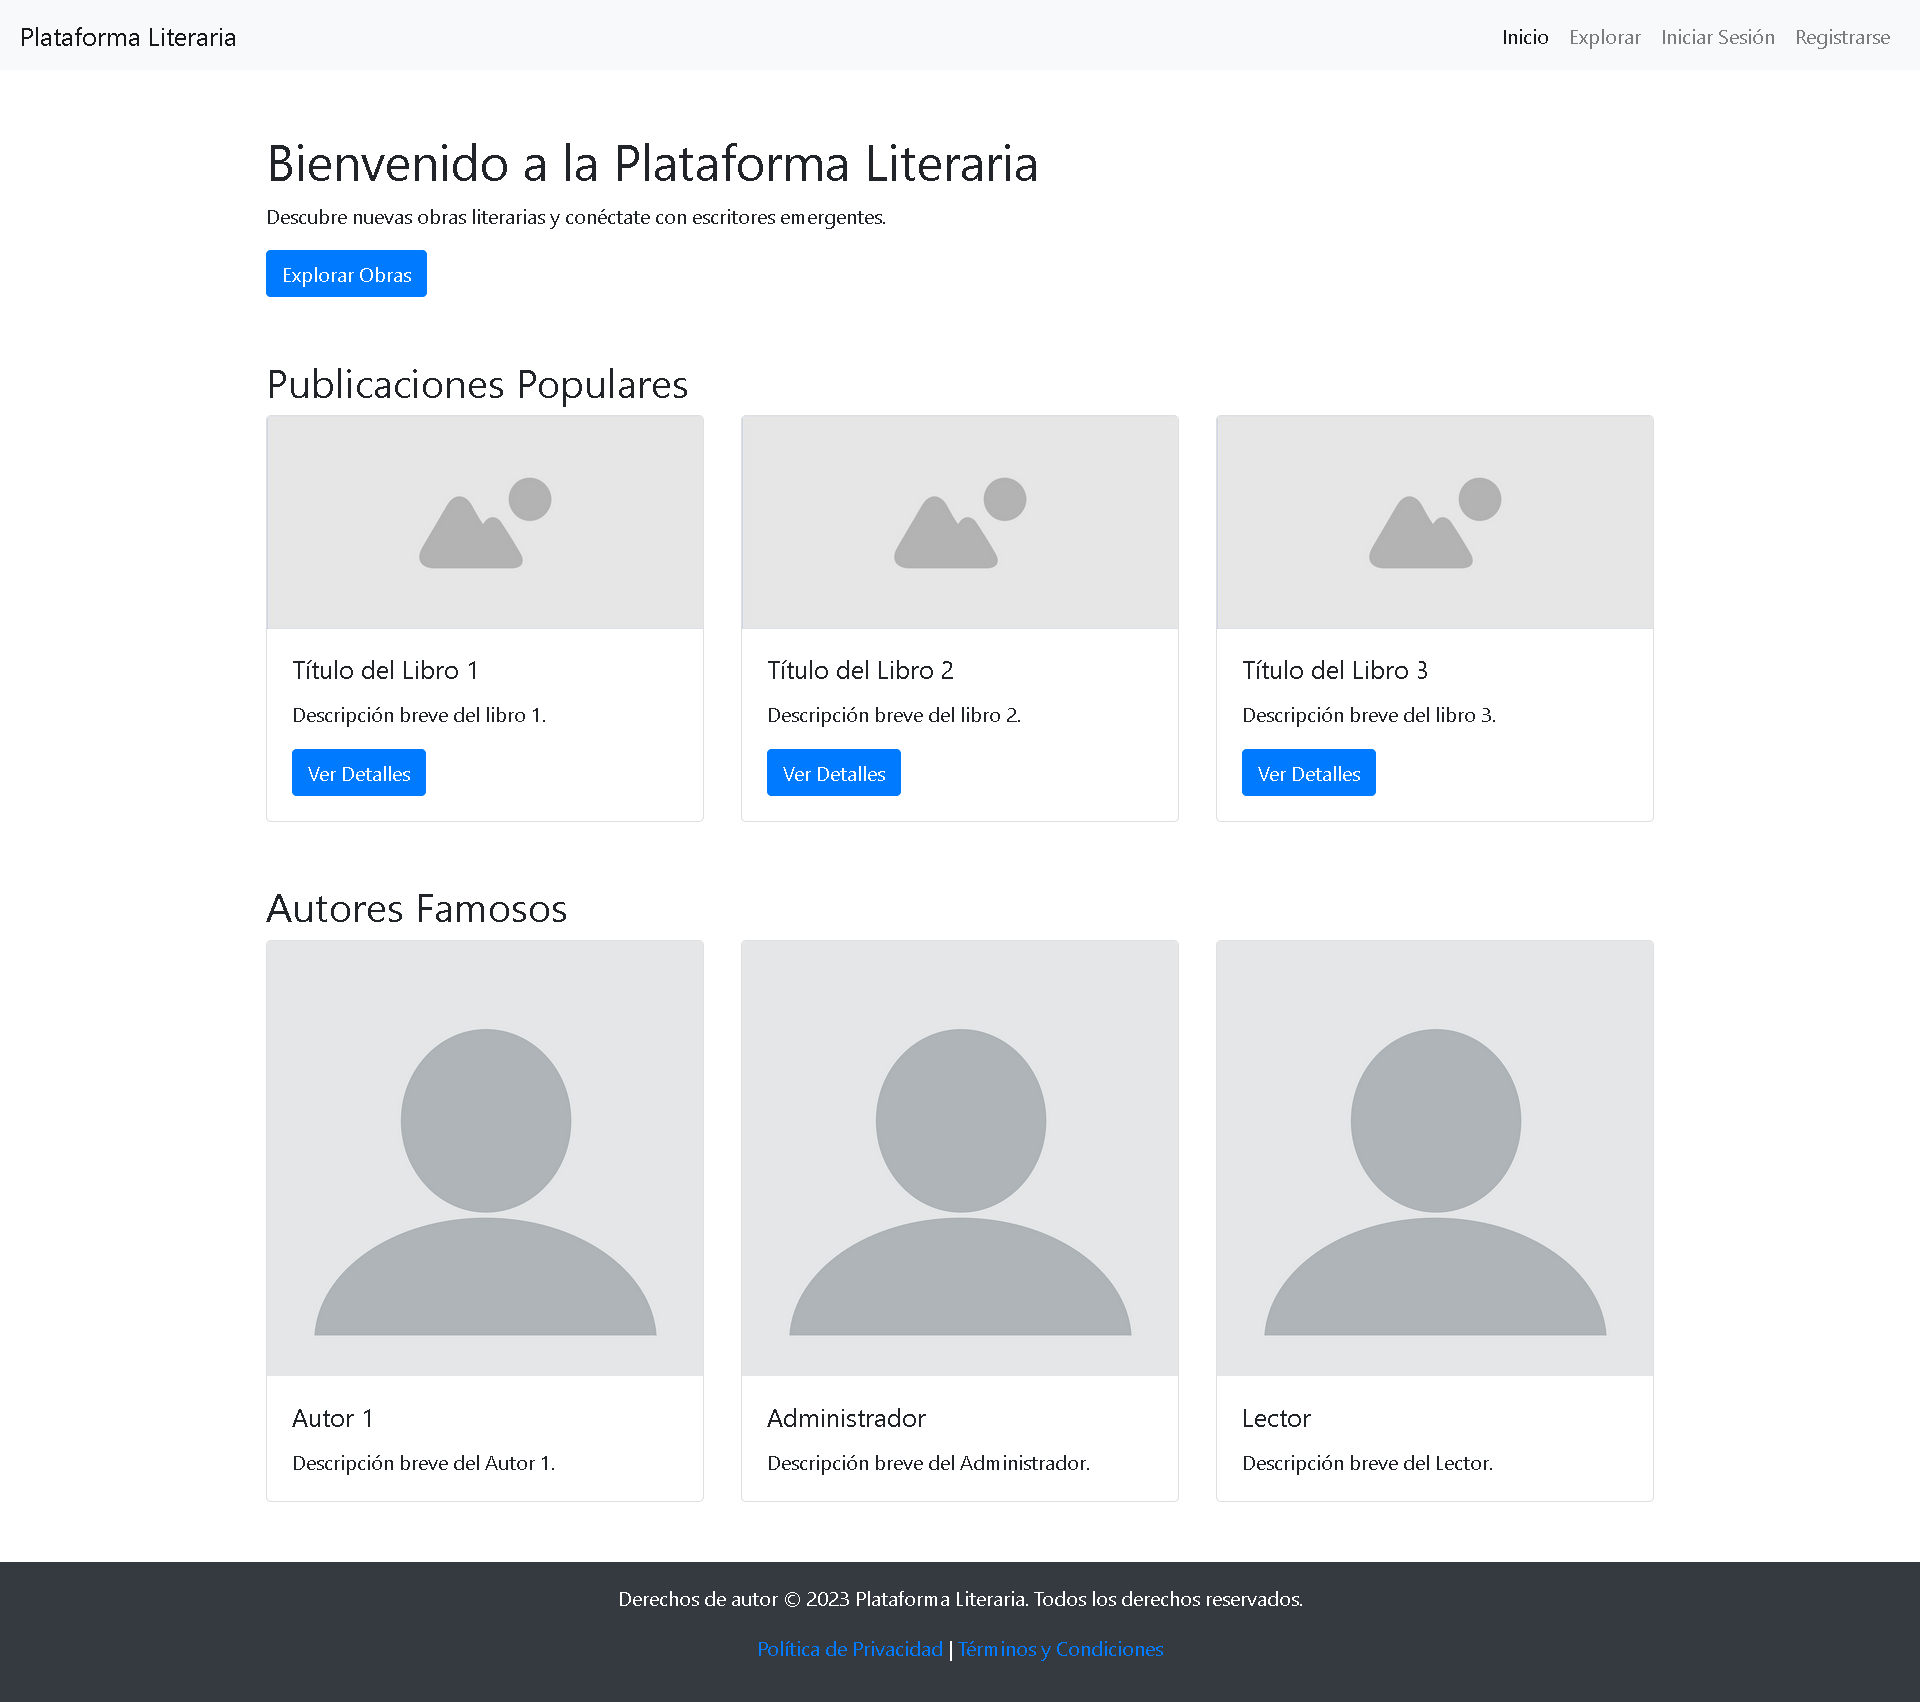 Plataforma Literaria
Inicio Explorar Iniciar Sesión Registrarse
Bienvenido a la Plataforma Literaria
Descubre nuevas obras literarias y conéctate con escritores emergentes.
Explorar Obras
Publicaciones Populares
Título del Libro 1
Descripción breve del libro 1.
Ver Detalles
Título del Libro 2
Descripción breve del libro 2.
Ver Detalles
Título del Libro 3
Descripción breve del libro 3.
Ver Detalles
Autores Famosos
Autor 1
Descripción breve del Autor 1.
Administrador
Descripción breve del Administrador.
Lector
Descripción breve del Lector.
Derechos de autor © 2023 Plataforma Literaria. Todos los derechos reservados.
Política de Privacidad | Términos y Condiciones